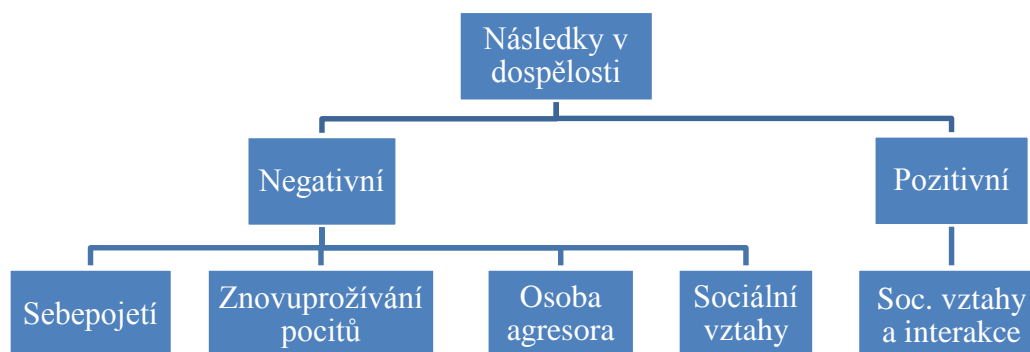 Následky v
dospělosti
Negativní
Pozitivní
Sebepojetí
Znovuprožívání
pocitů
Osoba
agresora
Sociální
vztahy
Soc. vztahy
a interakce